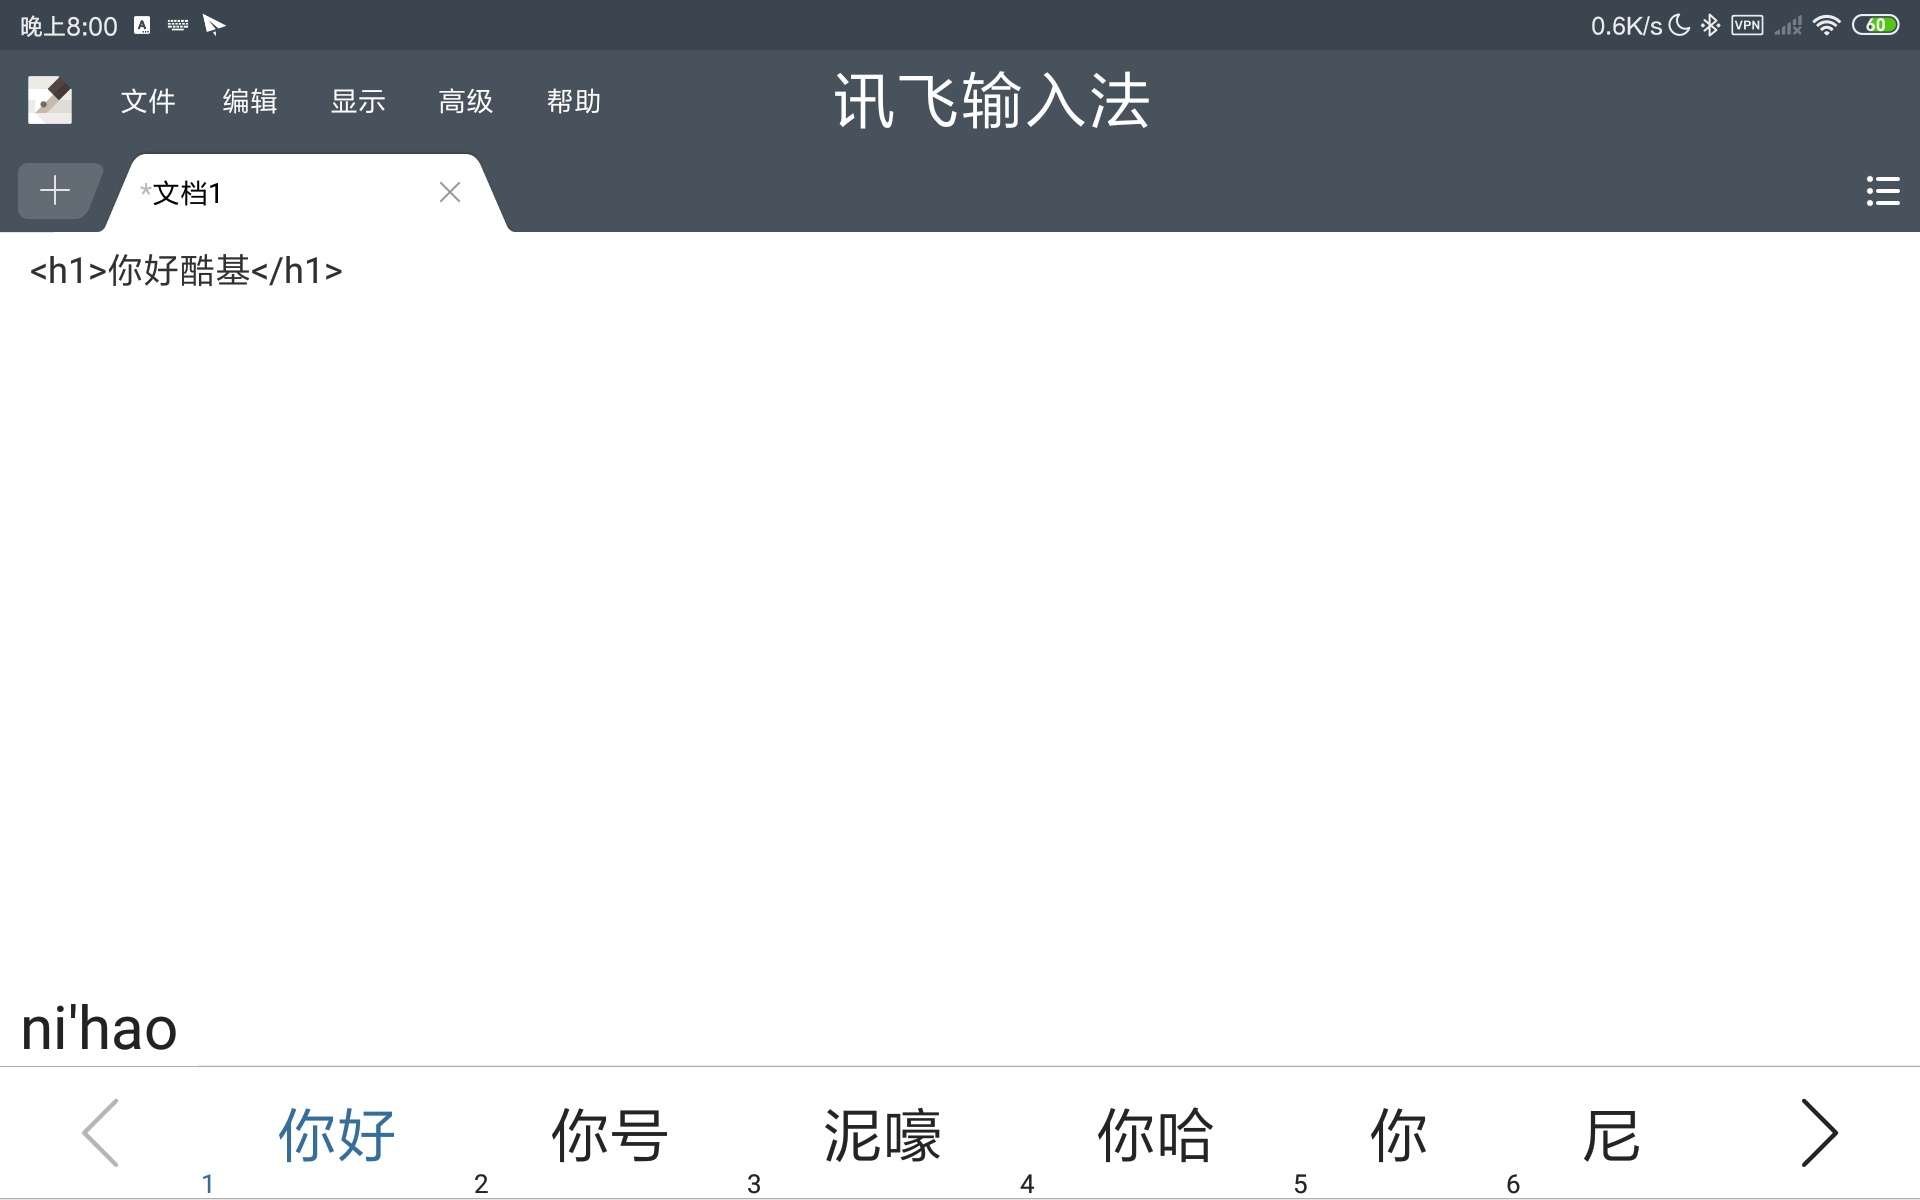 晚上8:00 0.6K/s VPN 60
文件 编辑 显示 高级 帮助 讯飞输入法
*文档1
<h1>你好酷基</h1>
ni'hao
1 你好 2 你号 3 泥嚎 4 你哈 5 你 6 尼